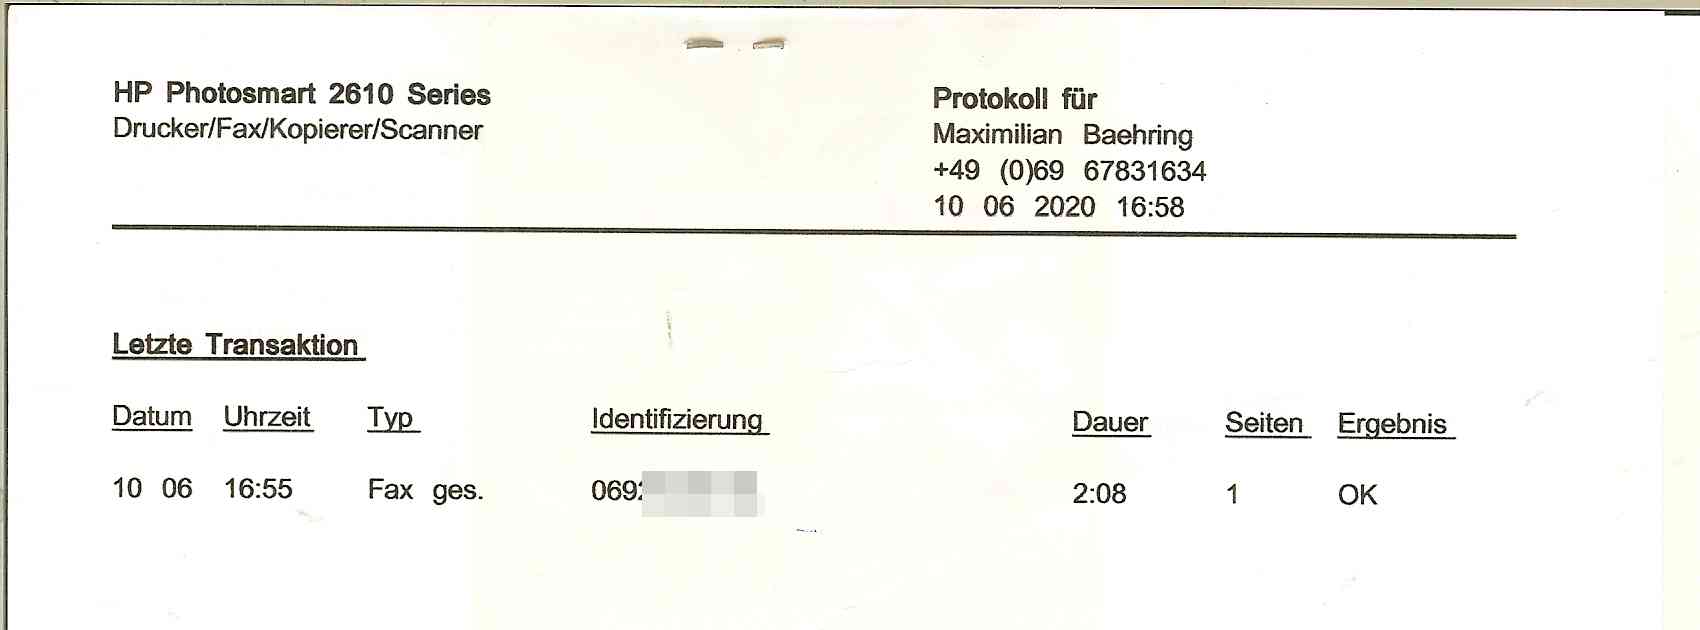 HP Photosmart 2610 Series
Drucker/Fax/Kopierer/Scanner
Protokoll für
Maximilian Baehring
+49 (0)69 67831634
10 06 2020 16:58
Letzte Transaktion
Datum Uhrzeit Typ Identifizierung Dauer Seiten Ergebnis
10 06 16:55 Fax ges. 069 2:08 1 OK